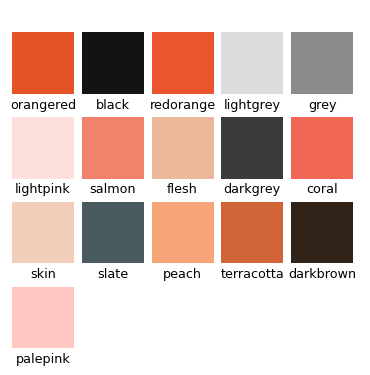 orangered black redorange lightgrey grey
lightpink salmon flesh darkgrey coral
skin slate peach terracotta darkbrown
palepink